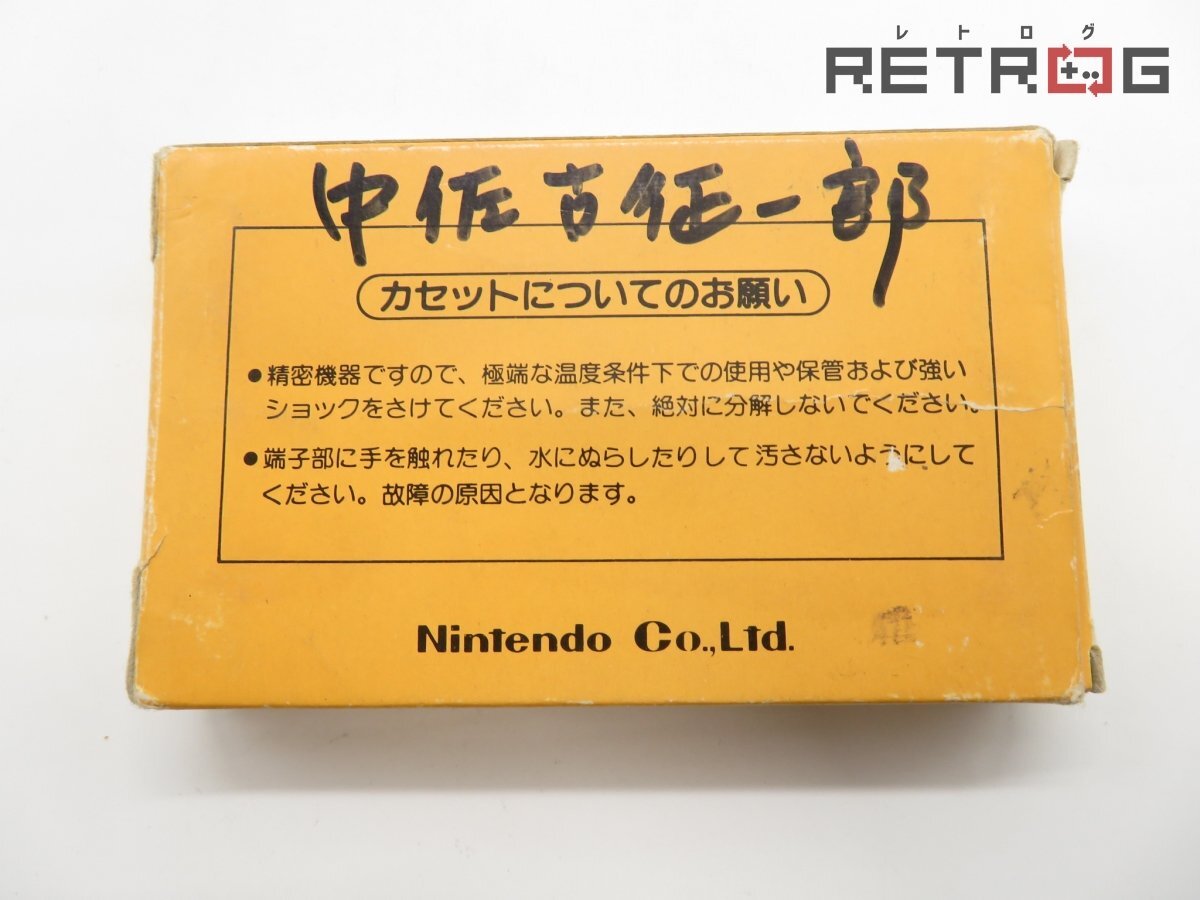 レトログ
RETROG
中佐古征一郎
カセットについてのお願い
●精密機器ですので、極端な温度条件下での使用や保管および強い
ショックをさけてください。また、絶対に分解しないでください。
●端子部に手を触れたり、水にぬらしたりして汚さないようにして
ください。故障の原因となります。
Nintendo Co.,Ltd.